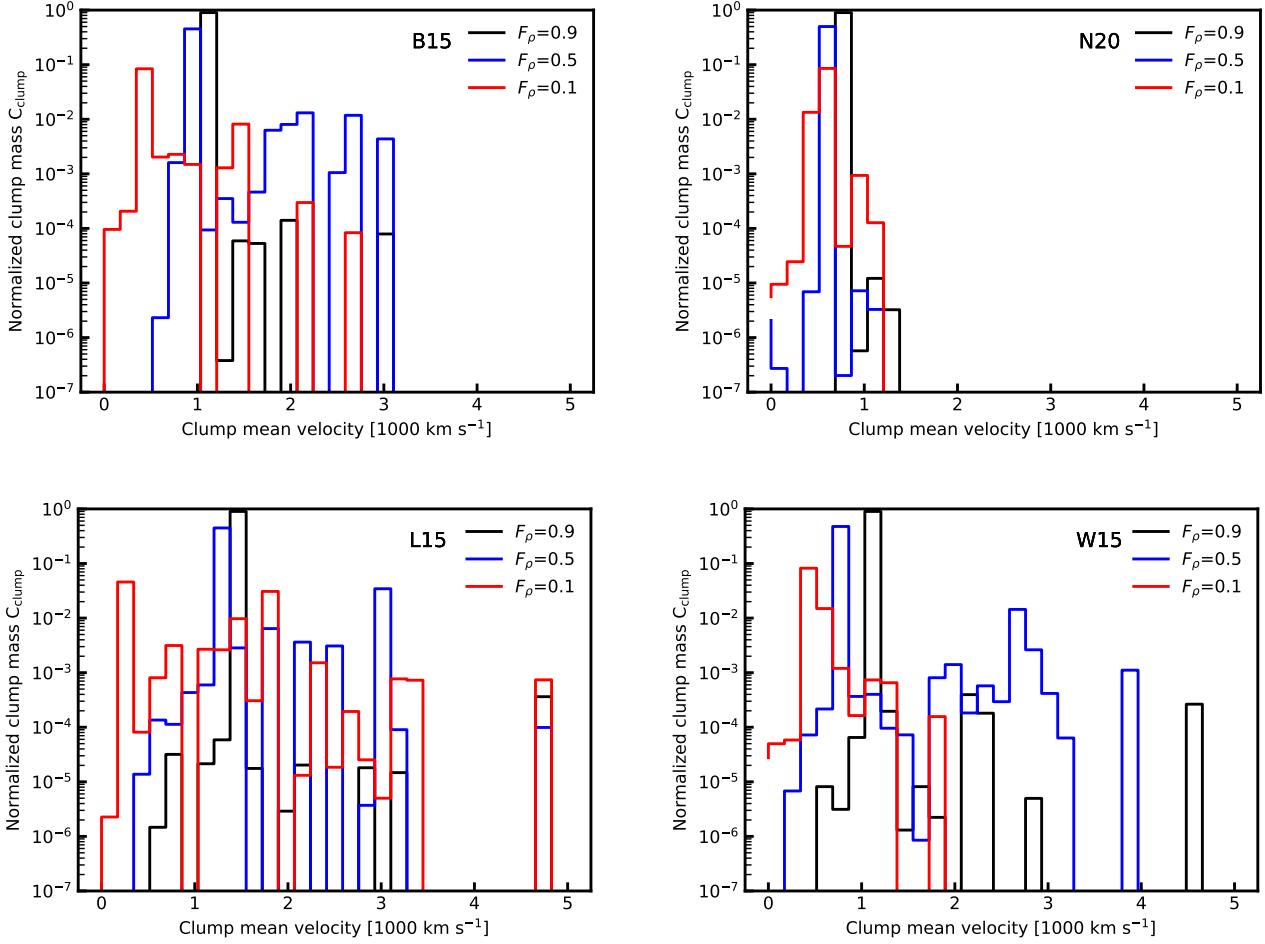 10⁰
10⁻¹
10⁻²
10⁻³
10⁻⁴
10⁻⁵
10⁻⁶
10⁻⁷
Normalized clump mass C_clump
B15
F_ρ=0.9
F_ρ=0.5
F_ρ=0.1
0 1 2 3 4 5
Clump mean velocity [1000 km s⁻¹]
10⁰
10⁻¹
10⁻²
10⁻³
10⁻⁴
10⁻⁵
10⁻⁶
10⁻⁷
Normalized clump mass C_clump
N20
F_ρ=0.9
F_ρ=0.5
F_ρ=0.1
0 1 2 3 4 5
Clump mean velocity [1000 km s⁻¹]
10⁰
10⁻¹
10⁻²
10⁻³
10⁻⁴
10⁻⁵
10⁻⁶
10⁻⁷
Normalized clump mass C_clump
L15
F_ρ=0.9
F_ρ=0.5
F_ρ=0.1
0 1 2 3 4 5
Clump mean velocity [1000 km s⁻¹]
10⁰
10⁻¹
10⁻²
10⁻³
10⁻⁴
10⁻⁵
10⁻⁶
10⁻⁷
Normalized clump mass C_clump
W15
F_ρ=0.9
F_ρ=0.5
F_ρ=0.1
0 1 2 3 4 5
Clump mean velocity [1000 km s⁻¹]